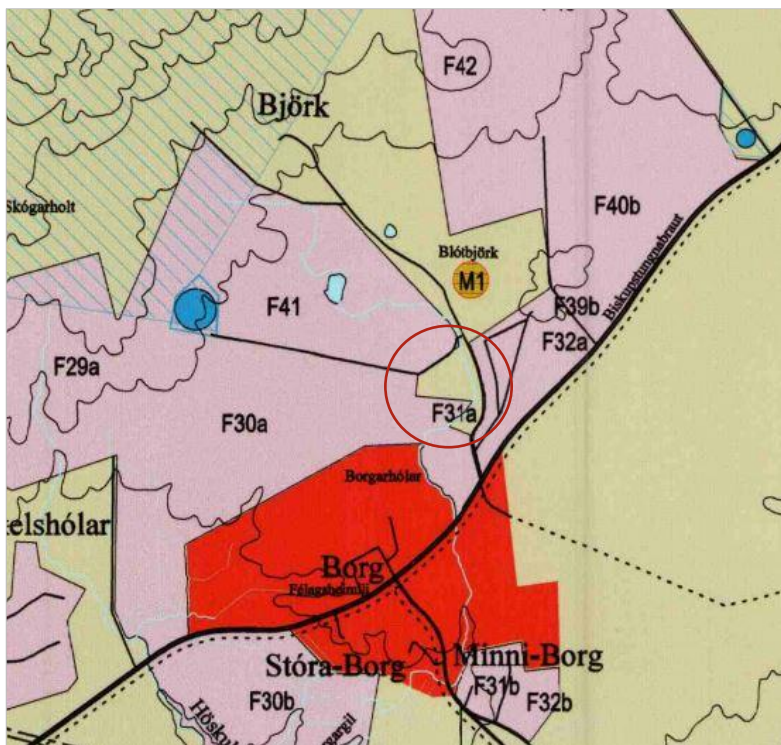 F42
Björk
Skógarholt
F40b
Blótbjörk
M1
Biskupstungnabraut
F41
F39b
F32a
F29a
F31a
F30a
Borgarhólar
elshólar
Borg
Félagsheimili
Stóra-Borg
Minni-Borg
F31b
F30b
F32b